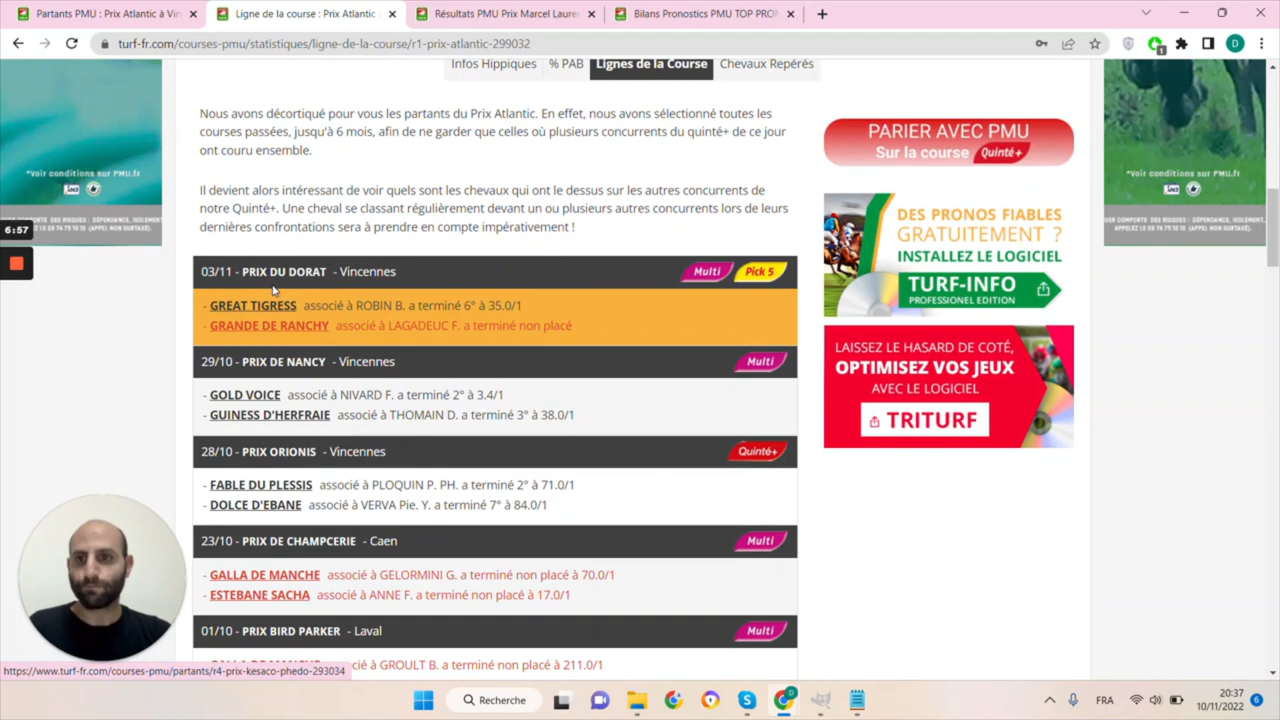 Partants PMU : Prix Atlantic à Vin
Ligne de la course : Prix Atlantic
Résultats PMU Prix Marcel Laure
Bilans Pronostics PMU TOP PRO
turf-fr.com/courses-pmu/statistiques/ligne-de-la-course/r1-prix-atlantic-299032
1
D
Infos Hippiques
% PAB
Lignes de la Course
Chevaux Repérés
Nous avons décortiqué pour vous les partants du Prix Atlantic. En effet, nous avons sélectionné toutes les
courses passées, jusqu'à 6 mois, afin de ne garder que celles où plusieurs concurrents du quinté+ de ce jour
ont couru ensemble.
Il devient alors intéressant de voir quels sont les chevaux qui ont le dessus sur les autres concurrents de
notre Quinté+. Une cheval se classant régulièrement devant un ou plusieurs autres concurrents lors de leurs
dernières confrontations sera à prendre en compte impérativement !
03/11 - PRIX DU DORAT - Vincennes Multi Pick 5
- GREAT TIGRESS associé à ROBIN B. a terminé 6° à 35.0/1
- GRANDE DE RANCHY associé à LAGADEUC F. a terminé non placé
29/10 - PRIX DE NANCY - Vincennes Multi
- GOLD VOICE associé à NIVARD F. a terminé 2° à 3.4/1
- GUINESS D'HERFRAIE associé à THOMAIN D. a terminé 3° à 38.0/1
28/10 - PRIX ORIONIS - Vincennes Quinté+
- FABLE DU PLESSIS associé à PLOQUIN P. PH. a terminé 2° à 71.0/1
- DOLCE D'EBANE associé à VERVA Pie. Y. a terminé 7° à 84.0/1
23/10 - PRIX DE CHAMPCERIE - Caen Multi
- GALLA DE MANCHE associé à GELORMINI G. a terminé non placé à 70.0/1
- ESTEBANE SACHA associé à ANNE F. a terminé non placé à 17.0/1
01/10 - PRIX BIRD PARKER - Laval Multi
cié à GROULT B. a terminé non placé à 211.0/1
PARIER AVEC PMU
Sur la course Quinté+
DES PRONOS FIABLES
GRATUITEMENT ?
INSTALLEZ LE LOGICIEL
TURF-INFO
PROFESSIONEL EDITION
LAISSEZ LE HASARD DE COTÉ,
OPTIMISEZ VOS JEUX
AVEC LE LOGICIEL
TRITURF
*Voir conditions sur PMU.fr
*Voir conditions sur PMU.fr
6:57
https://www.turf-fr.com/courses-pmu/partants/r4-prix-kesaco-phedo-293034
Recherche
D
FRA
20:37
10/11/2022
6